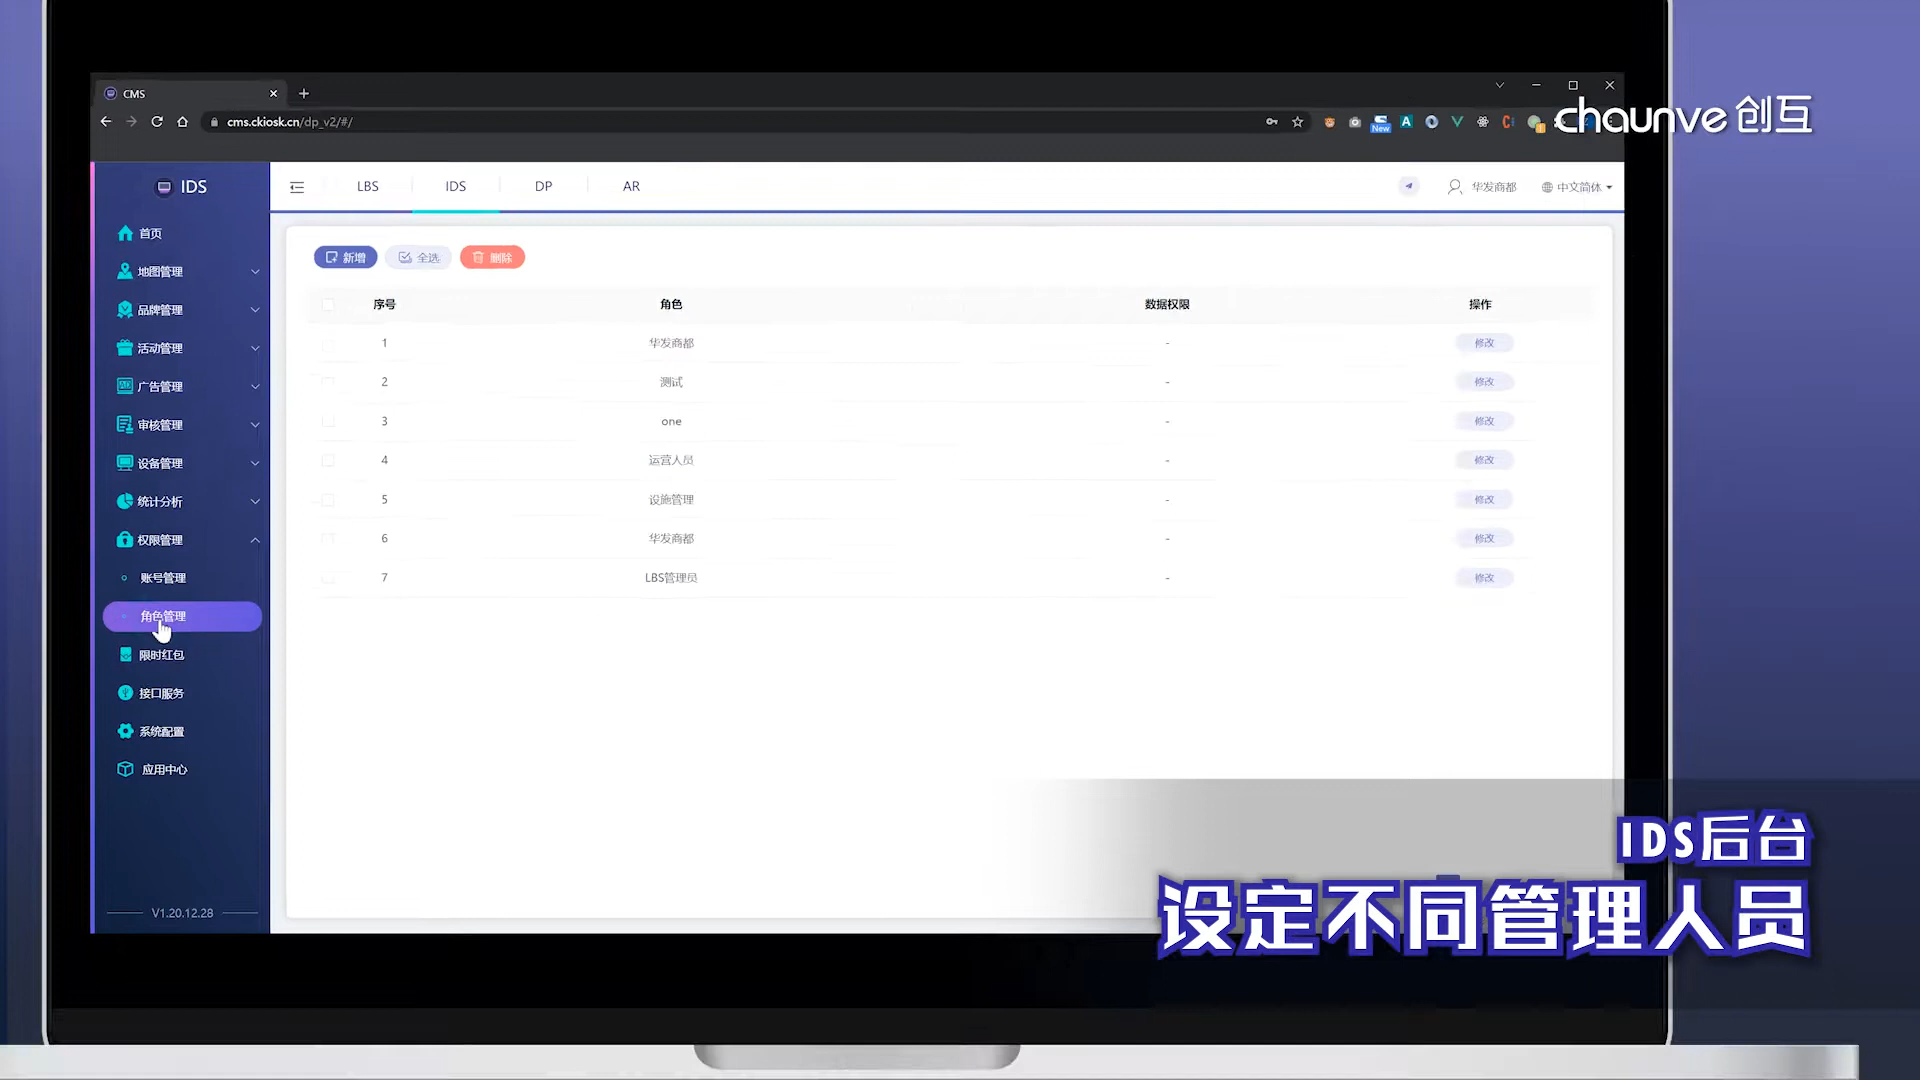 CMS
cms.ckiosk.cn/dp_v2/#/
New
chaunve 创互
IDS
LBS
IDS
DP
AR
华发商都
中文简体
首页
地图管理
品牌管理
活动管理
广告管理
审核管理
设备管理
统计分析
权限管理
账号管理
角色管理
限时红包
接口服务
系统配置
应用中心
V1.20.12.28
新增
全选
删除
序号 角色 数据权限 操作
1 华发商都 - 修改
2 测试 - 修改
3 one - 修改
4 运营人员 - 修改
5 设施管理 - 修改
6 华发商都 - 修改
7 LBS管理员 - 修改
IDS后台
设定不同管理人员